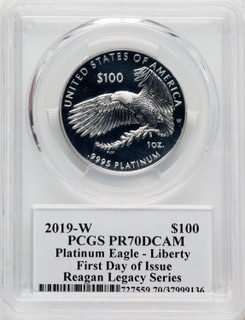 UNITED STATES OF AMERICA
$100
W
1oz.
.9995 PLATINUM
2019-W $100
PCGS PR70DCAM
Platinum Eagle - Liberty
First Day of Issue
Reagan Legacy Series
727559.70/37999136